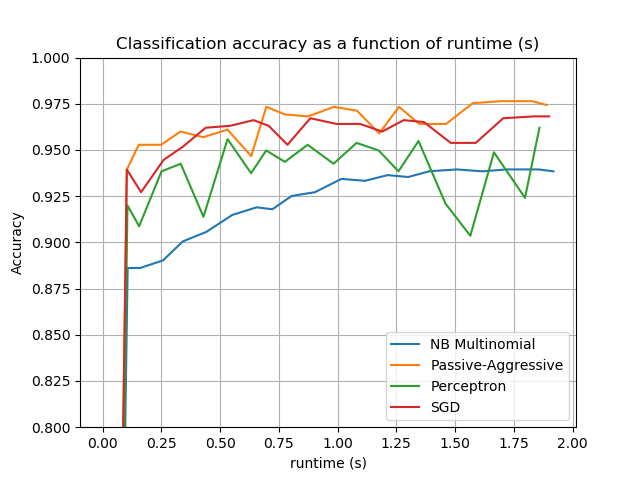 Classification accuracy as a function of runtime (s)
1.000
0.975
0.950
0.925
0.900
0.875
0.850
0.825
0.800
Accuracy
NB Multinomial
Passive-Aggressive
Perceptron
SGD
0.00 0.25 0.50 0.75 1.00 1.25 1.50 1.75 2.00
runtime (s)